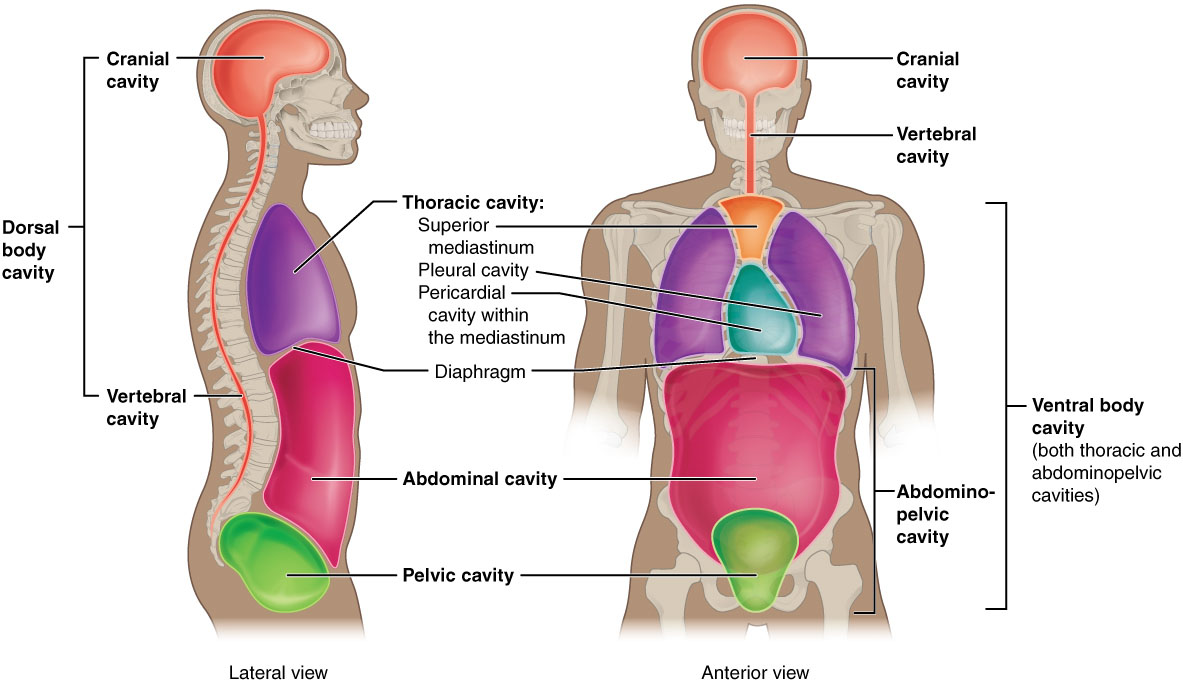 Cranial
cavity
Dorsal
body
cavity
Vertebral
cavity
Thoracic cavity:
Superior
mediastinum
Pleural cavity
Pericardial
cavity within
the mediastinum
Diaphragm
Abdominal cavity
Pelvic cavity
Cranial
cavity
Vertebral
cavity
Ventral body
cavity
(both thoracic and
abdominopelvic
cavities)
Abdomino-
pelvic
cavity
Lateral view
Anterior view